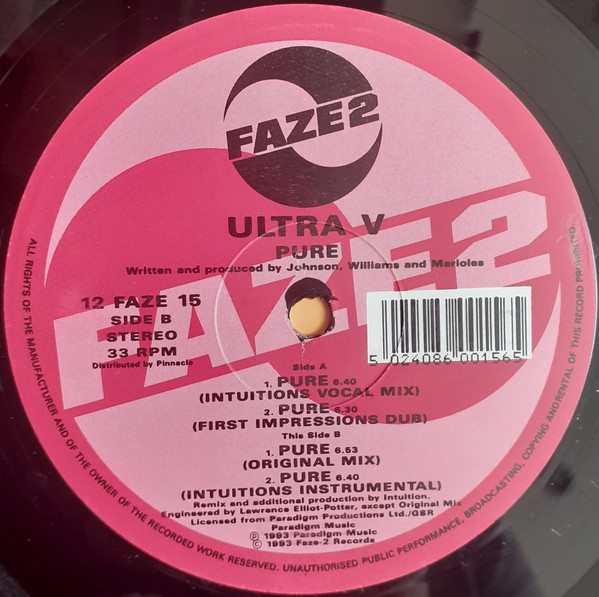 FAZE 2
ULTRA V
PURE
Written and produced by Johnson, Williams and Marioles
12 FAZE 15
SIDE B
STEREO
33 RPM
Distributed by Pinnacle
FAZE 2
5 024086 001565
Side A
1. PURE 6.40
(INTUITIONS VOCAL MIX)
2. PURE 6.30
(FIRST IMPRESSIONS DUB)
This Side B
1. PURE 6.53
(ORIGINAL MIX)
2. PURE 6.40
(INTUITIONS INSTRUMENTAL)
Remix and additional production by Intuition.
Engineered by Lawrence Elliot-Potter, except Original Mix
Licensed from Paradigm Productions Ltd./GBR
Paradigm Music
Ⓟ 1993 Paradigm Music
© 1993 Faze-2 Records
ALL RIGHTS OF THE MANUFACTURER AND OF THE OWNER OF THE RECORDED WORK RESERVED. UNAUTHORISED PUBLIC PERFORMANCE, BROADCASTING, COPYING AND RENTAL OF THIS RECORD PROHIBITED.